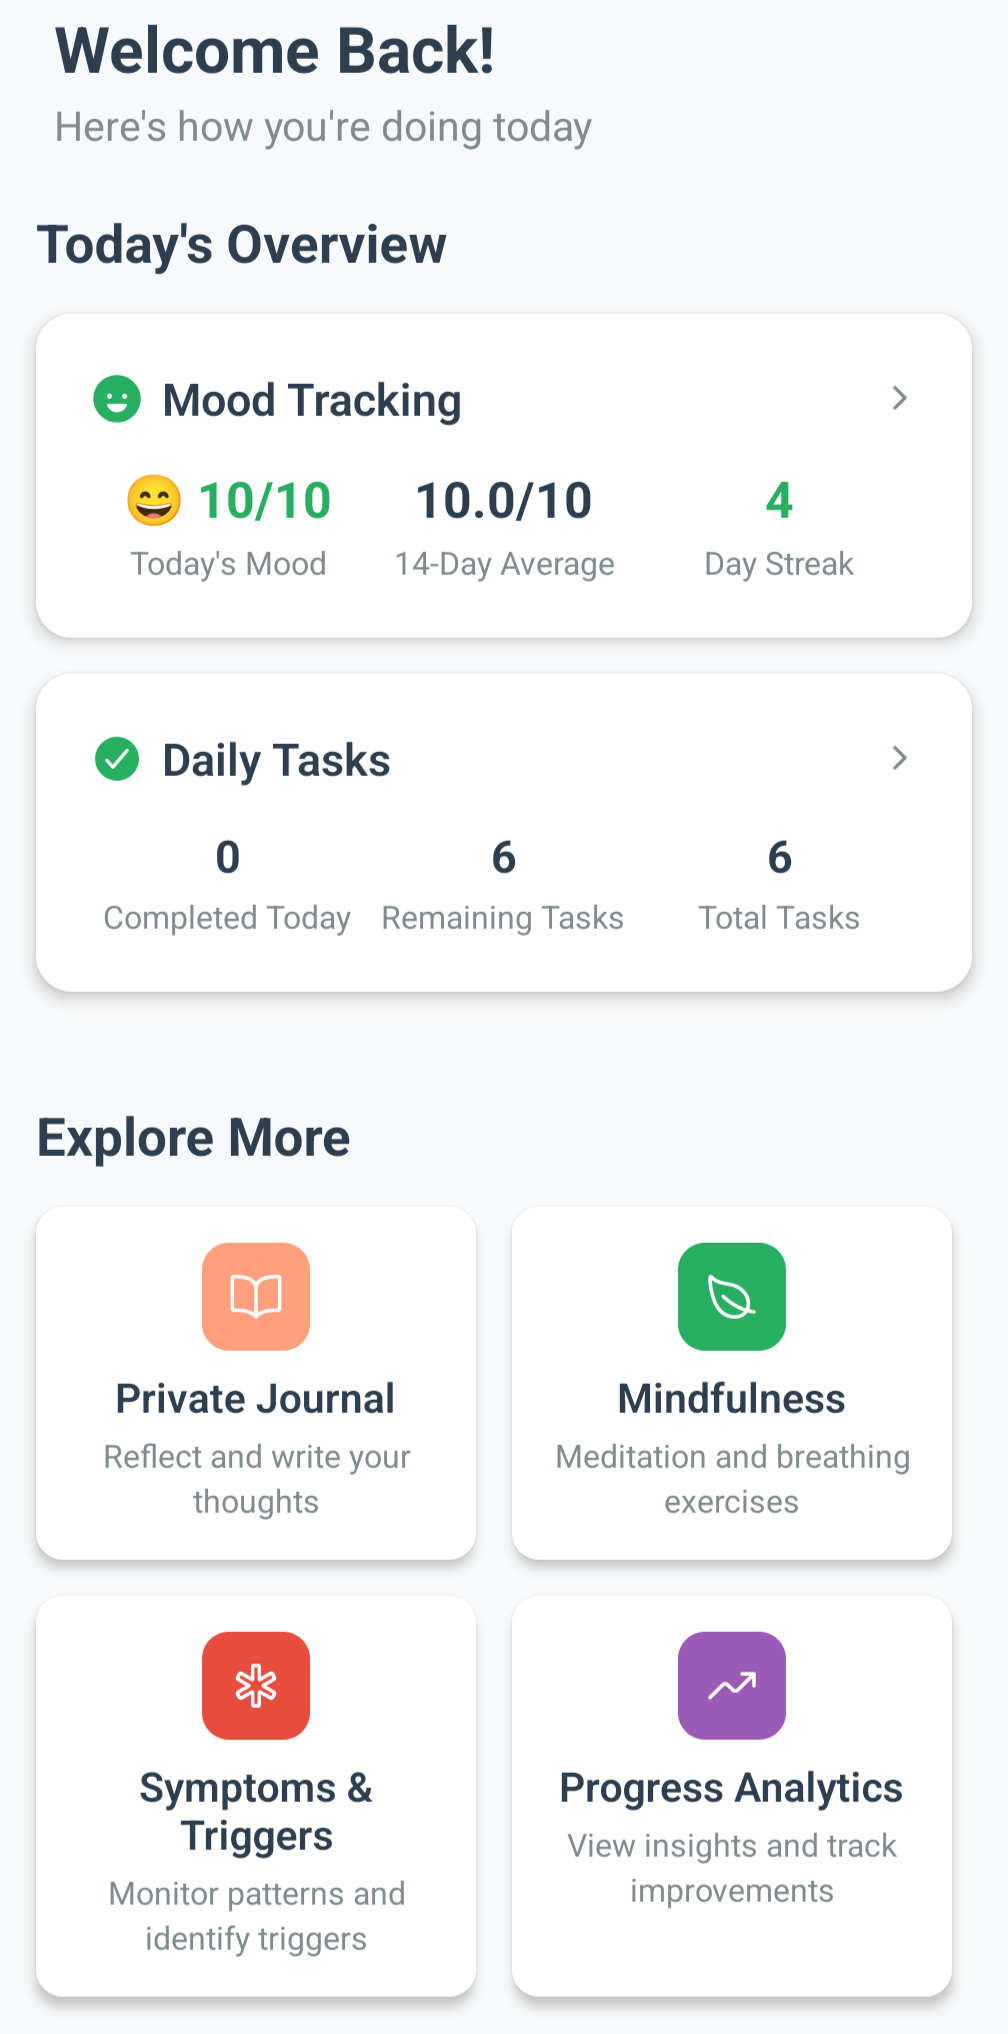 Welcome Back!
Here's how you're doing today
Today's Overview
Mood Tracking
😄 10/10
Today's Mood
10.0/10
14-Day Average
4
Day Streak
Daily Tasks
0
Completed Today
6
Remaining Tasks
6
Total Tasks
Explore More
Private Journal
Reflect and write your
thoughts
Mindfulness
Meditation and breathing
exercises
Symptoms &
Triggers
Monitor patterns and
identify triggers
Progress Analytics
View insights and track
improvements